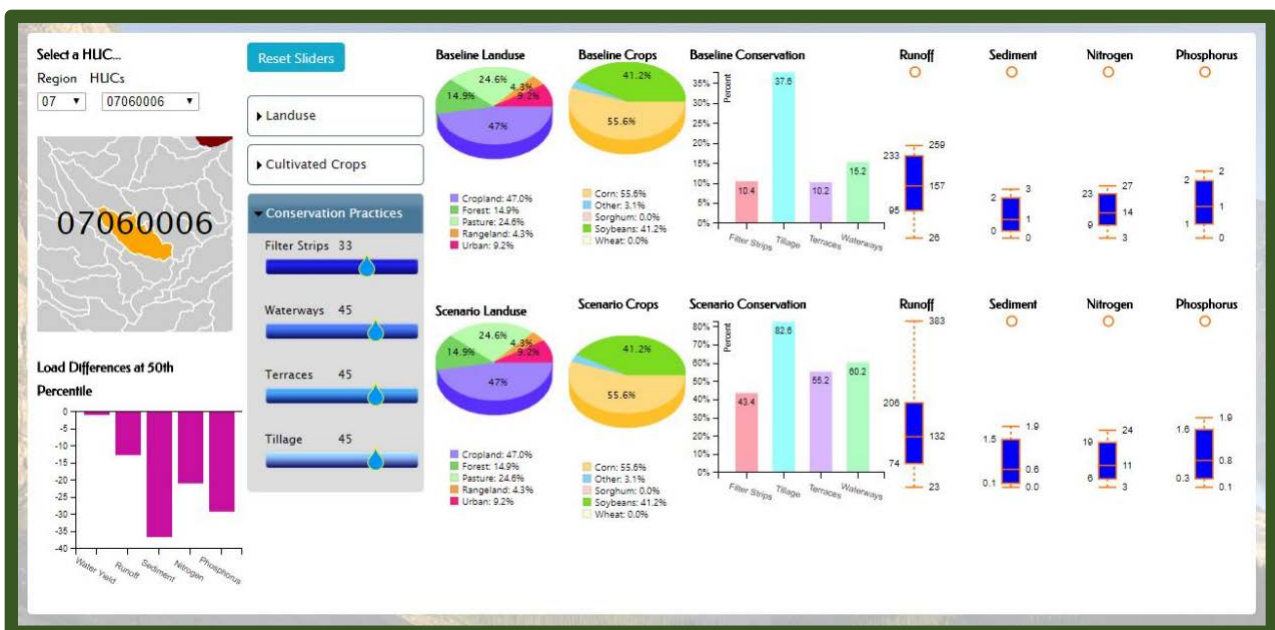 Select a HUC...
Region HUCs
07 07060006
07060006
Load Differences at 50th
Percentile
0
-5
-10
-15
-20
-25
-30
-35
-40
Water Yield
Runoff
Sediment
Nitrogen
Phosphorus
Reset Sliders
Landuse
Cultivated Crops
Conservation Practices
Filter Strips 33
Waterways 45
Terraces 45
Tillage 45
Baseline Landuse
24.6%
4.3%
14.9%
9.2%
47%
Cropland: 47.0%
Forest: 14.9%
Pasture: 24.6%
Rangeland: 4.3%
Urban: 9.2%
Baseline Crops
41.2%
55.6%
Corn: 55.6%
Other: 3.1%
Sorghum: 0.0%
Soybeans: 41.2%
Wheat: 0.0%
Baseline Conservation
Percent
35%
30%
25%
20%
15%
10%
5%
0%
10.4
37.6
10.2
15.2
Filter Strips
Tillage
Terraces
Waterways
Runoff
259
233
157
95
26
Sediment
3
2
1
0
0
Nitrogen
27
23
14
9
3
Phosphorus
2
2
1
1
0
Scenario Landuse
24.6%
4.3%
14.9%
9.2%
47%
Cropland: 47.0%
Forest: 14.9%
Pasture: 24.6%
Rangeland: 4.3%
Urban: 9.2%
Scenario Crops
41.2%
55.6%
Corn: 55.6%
Other: 3.1%
Sorghum: 0.0%
Soybeans: 41.2%
Wheat: 0.0%
Scenario Conservation
Percent
80%
70%
60%
50%
40%
30%
20%
10%
0%
43.4
82.6
55.2
60.2
Filter Strips
Tillage
Terraces
Waterways
Runoff
383
206
132
74
23
Sediment
1.9
1.5
0.6
0.1
0.0
Nitrogen
24
19
11
6
3
Phosphorus
1.9
1.6
0.8
0.3
0.1